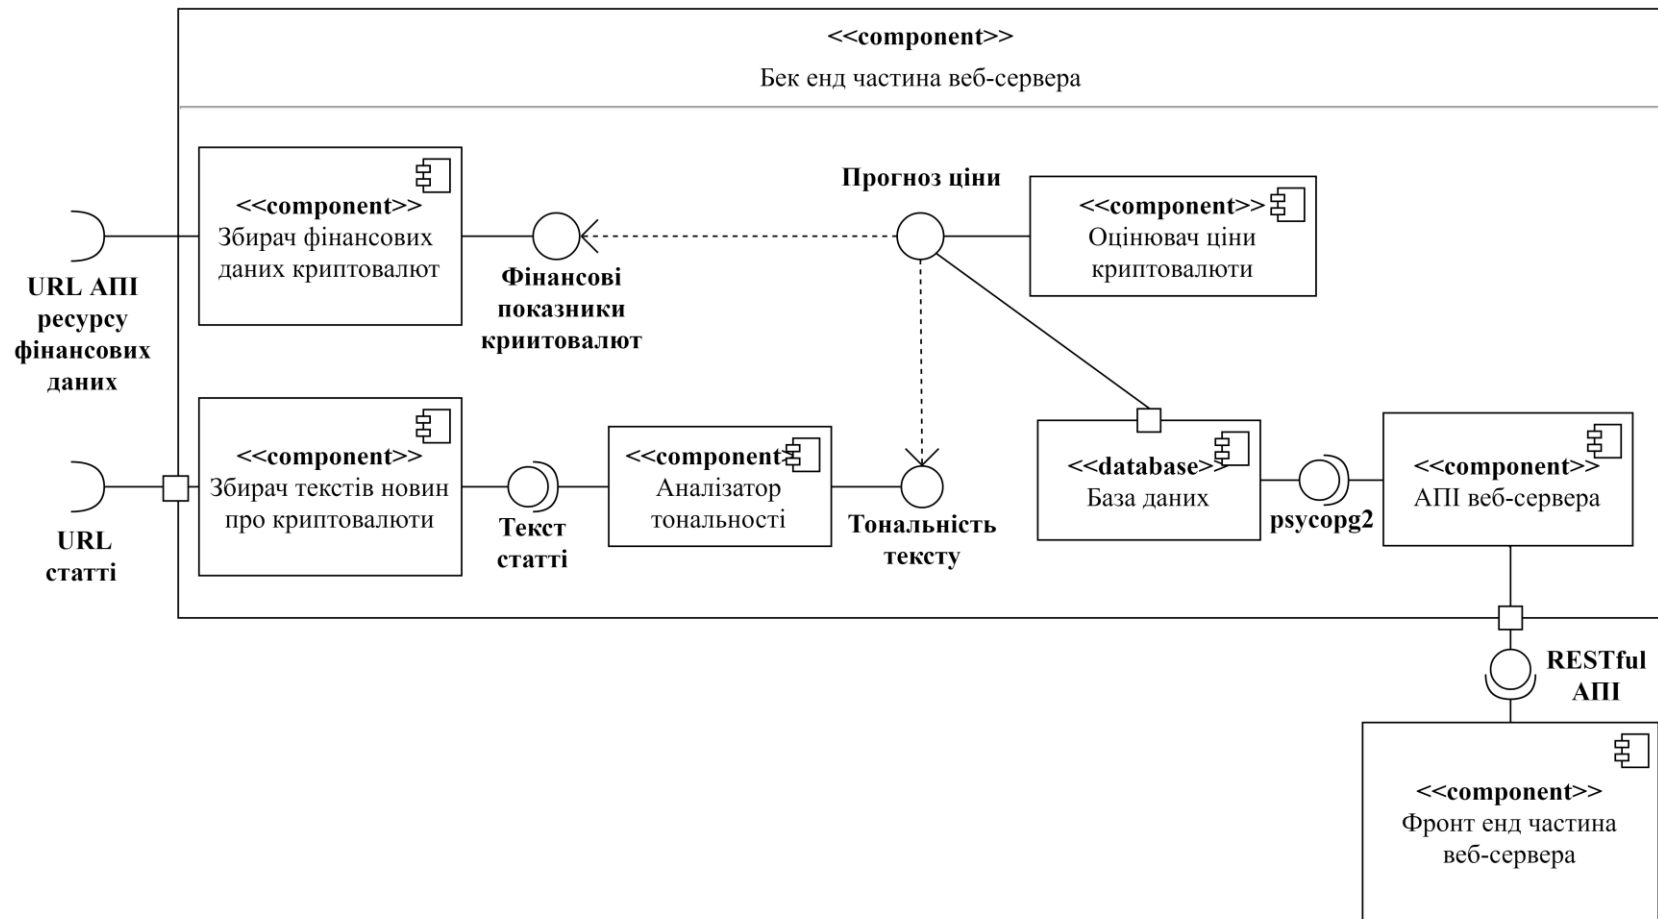 <<component>>
Бек енд частина веб-сервера
<<component>>
Збирач фінансових
даних криптовалют
URL АПІ
ресурсу
фінансових
даних
Фінансові
показники
криитовалют
Прогноз ціни
<<component>>
Оцінювач ціни
криптовалюти
<<component>>
Збирач текстів новин
про криптовалюти
URL
статті
Текст
статті
<<component>
Аналізатор
тональності
Тональність
тексту
<<database>>
База даних
psycopg2
<<component>>
АПІ веб-сервера
RESTful
АПІ
<<component>>
Фронт енд частина
веб-сервера